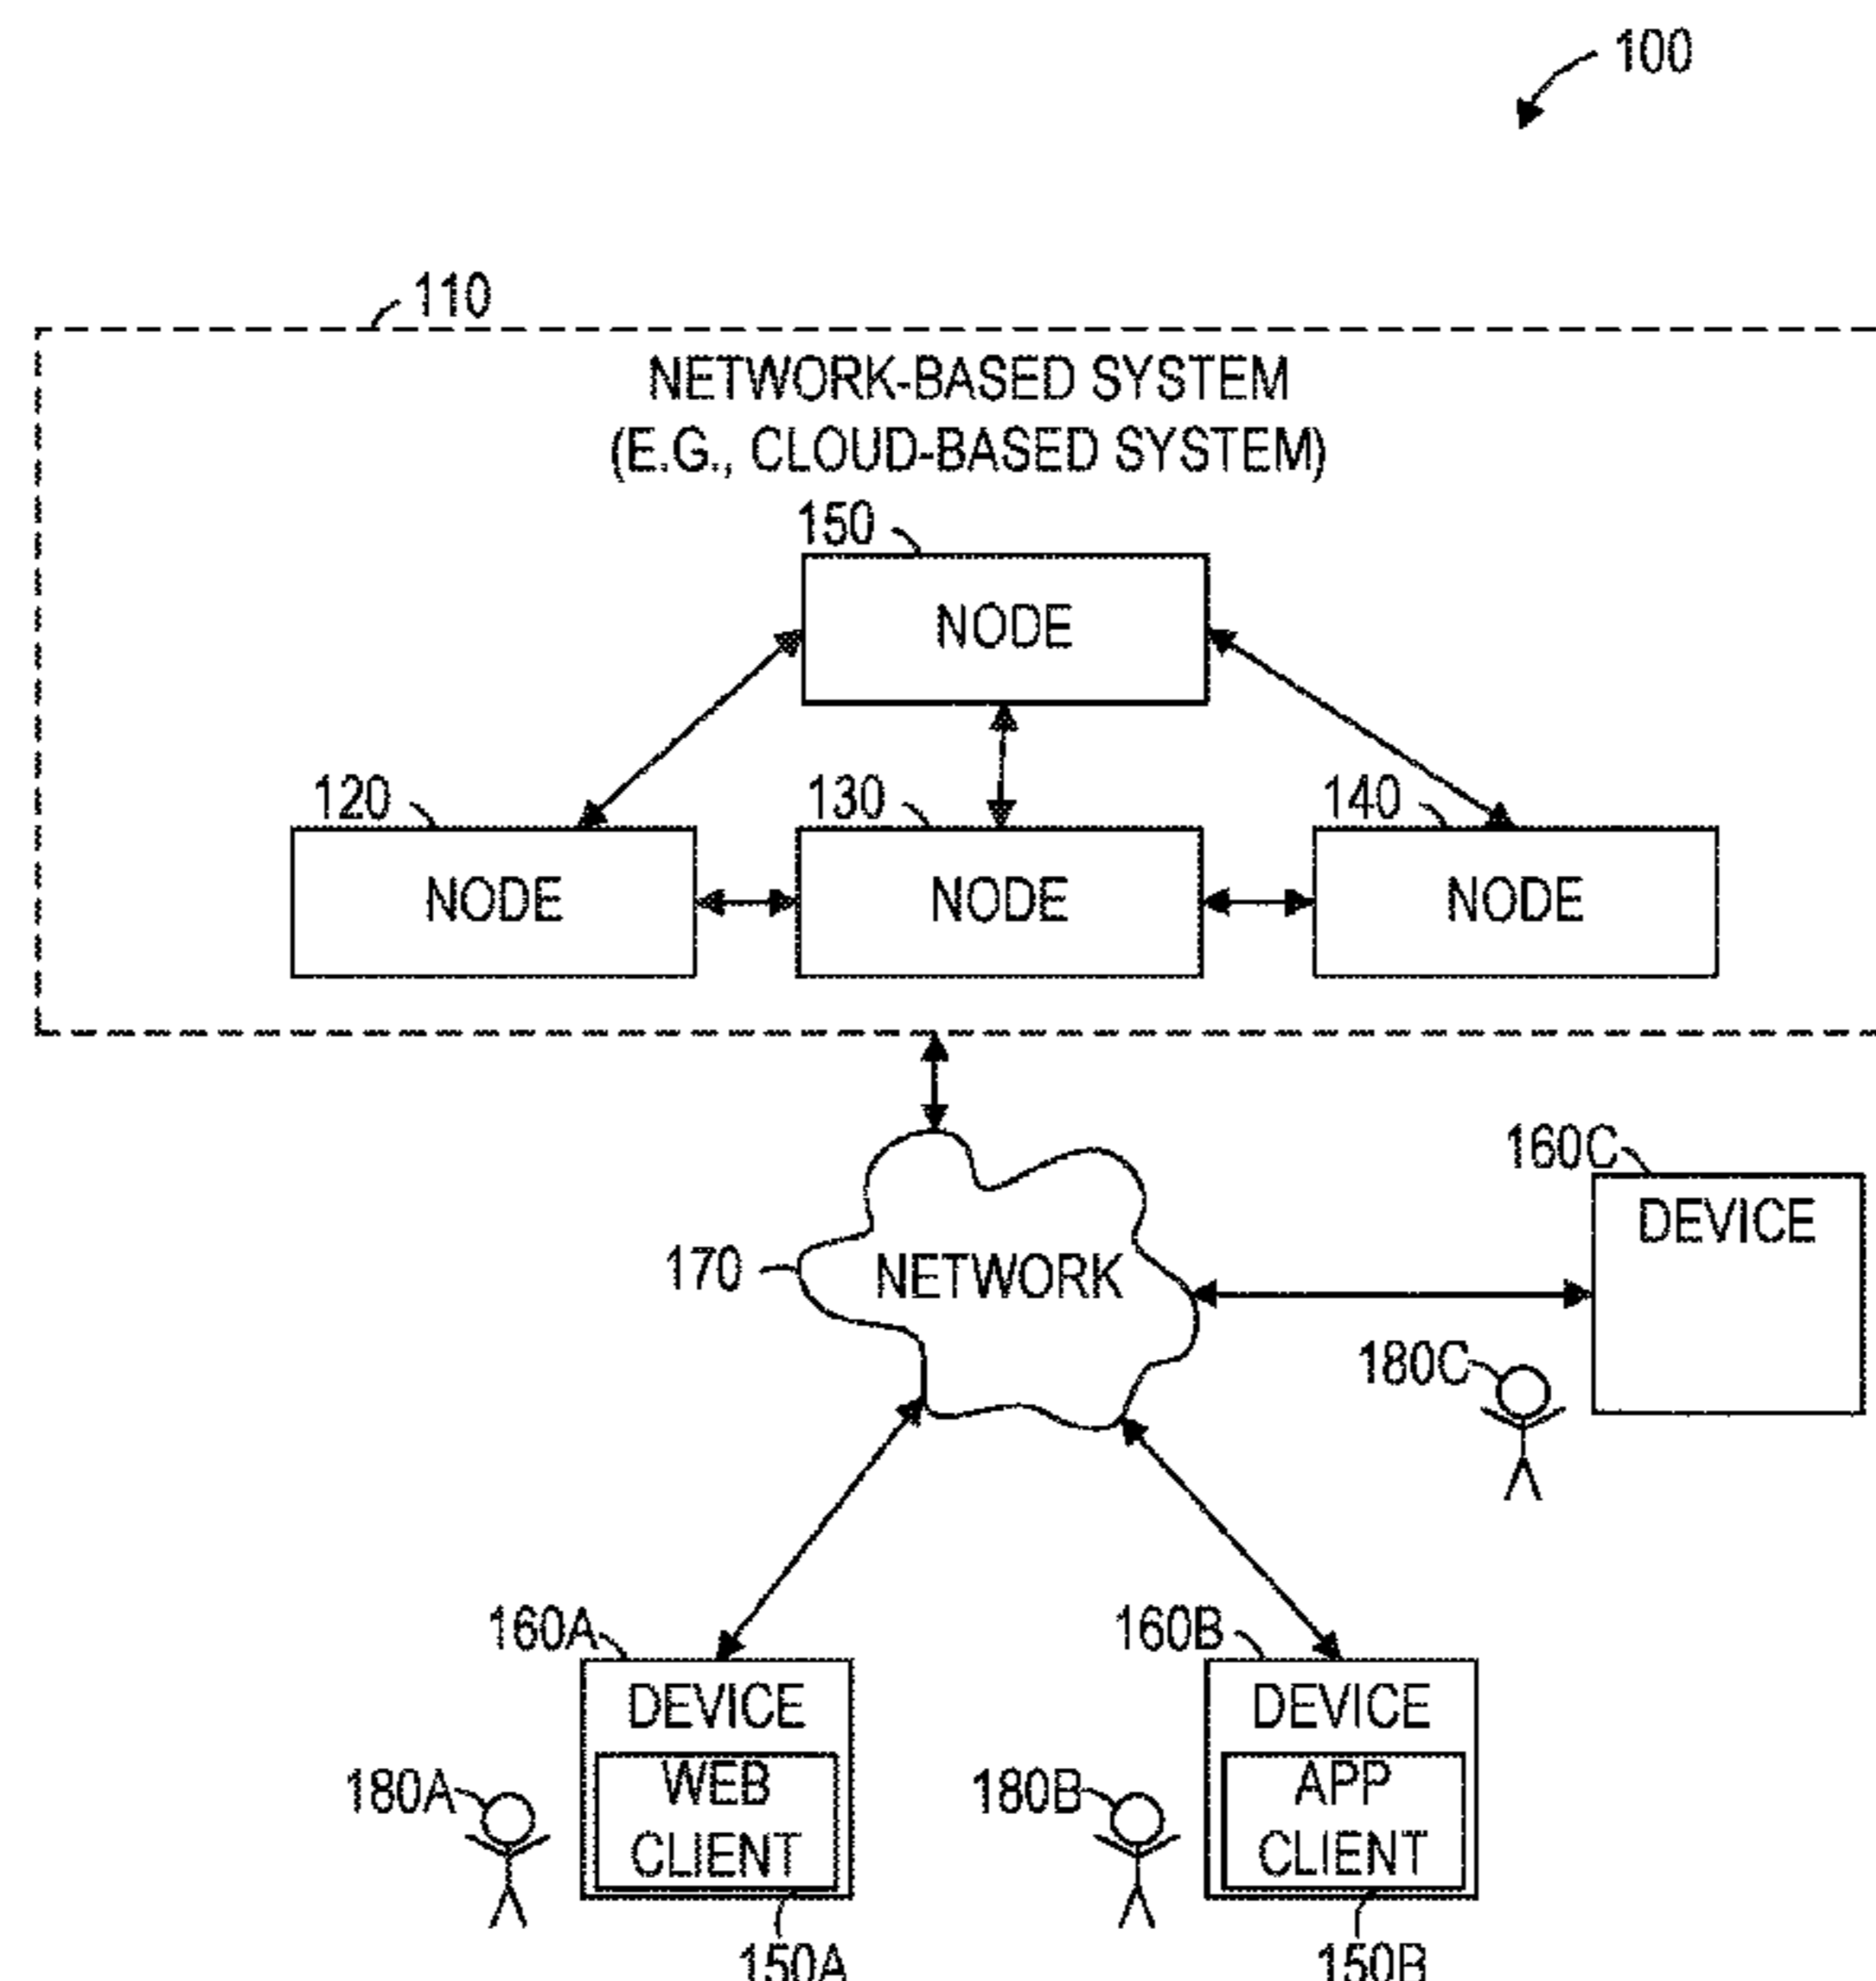 100
110
NETWORK-BASED SYSTEM
(E.G., CLOUD-BASED SYSTEM)
150
NODE
120
130
140
NODE
NODE
NODE
160C
DEVICE
170
NETWORK
180C
160A
160B
DEVICE
DEVICE
180A
WEB
CLIENT
180B
APP
CLIENT
150A
150B